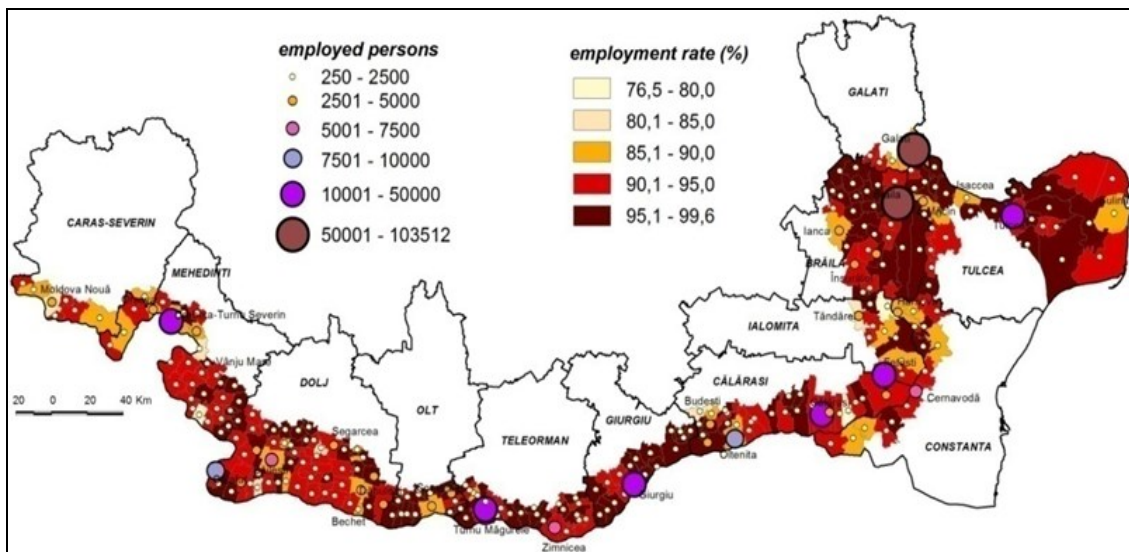 employed persons
250 - 2500
2501 - 5000
5001 - 7500
7501 - 10000
10001 - 50000
50001 - 103512
employment rate (%)
76,5 - 80,0
80,1 - 85,0
85,1 - 90,0
90,1 - 95,0
95,1 - 99,6
GALATI
Isaccea
CARAS-SEVERIN
Ianca
MEHEDINTI
BRĂILA
TULCEA
Moldova Nouă
-Turnu Severin
IALOMITA
Tăndăre
Vânju Mare
DOLJ
CĂLĂRASI
20 0 20 40 Km
OLT
Budesti
Cernavodă
GIURGIU
Segarcea
TELEORMAN
CONSTANTA
Oltenita
Giurgiu
Bechet
Turnu Măgurele
Zimnicea